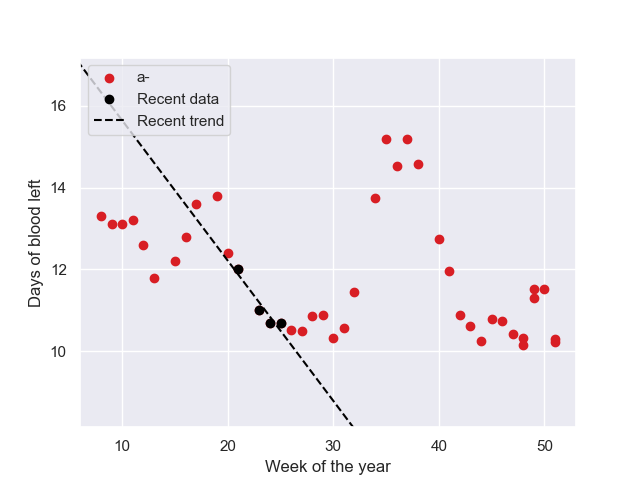 a-
Recent data
Recent trend
16
14
12
10
Days of blood left
10 20 30 40 50
Week of the year